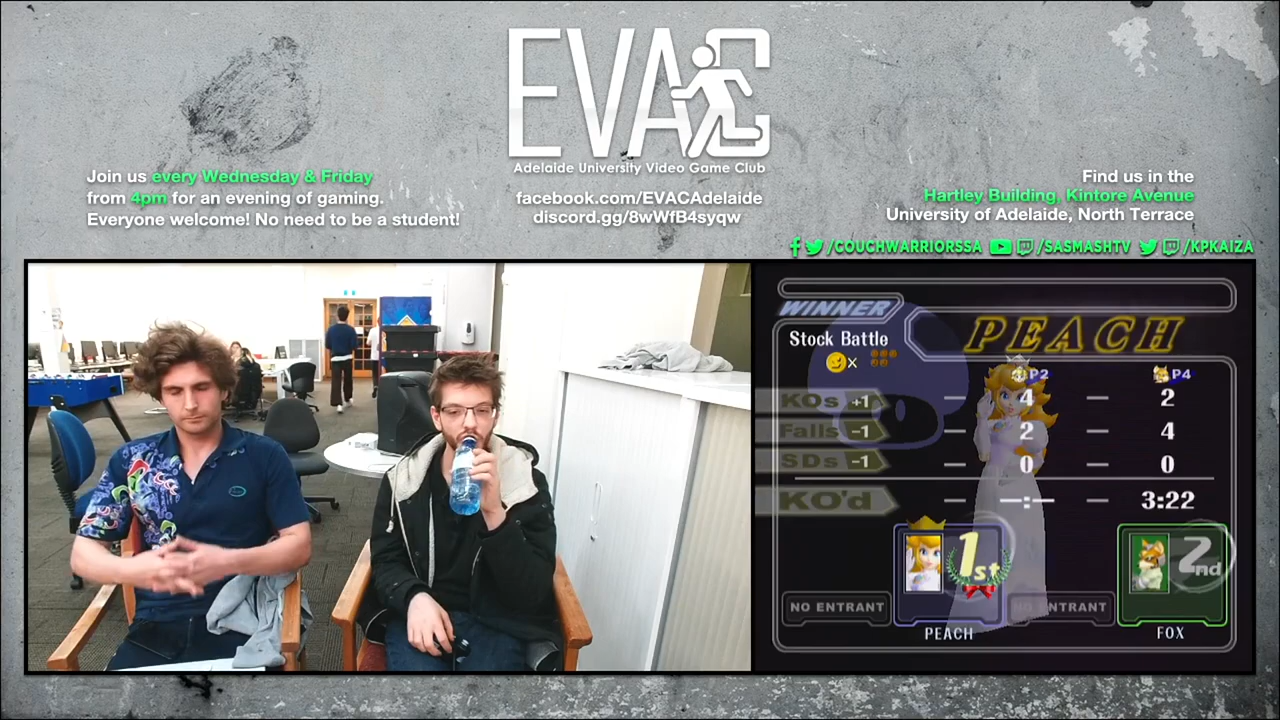 EVAC
Adelaide University Video Game Club
Join us every Wednesday & Friday
from 4pm for an evening of gaming.
Everyone welcome! No need to be a student!
facebook.com/EVACAdelaide
discord.gg/8wWfB4syqw
Find us in the
Hartley Building, Kintore Avenue
University of Adelaide, North Terrace
/COUCHWARRIORSSA /SASMASHTV /KPKAIZA
WINNER
PEACH
Stock Battle
X
P2 P4
KOs +1 — 4 — 2
Falls -1 — 2 — 4
SDs -1 — 0 — 0
KO'd — —:— — 3:22
1st 2nd
NO ENTRANT NO ENTRANT
PEACH FOX